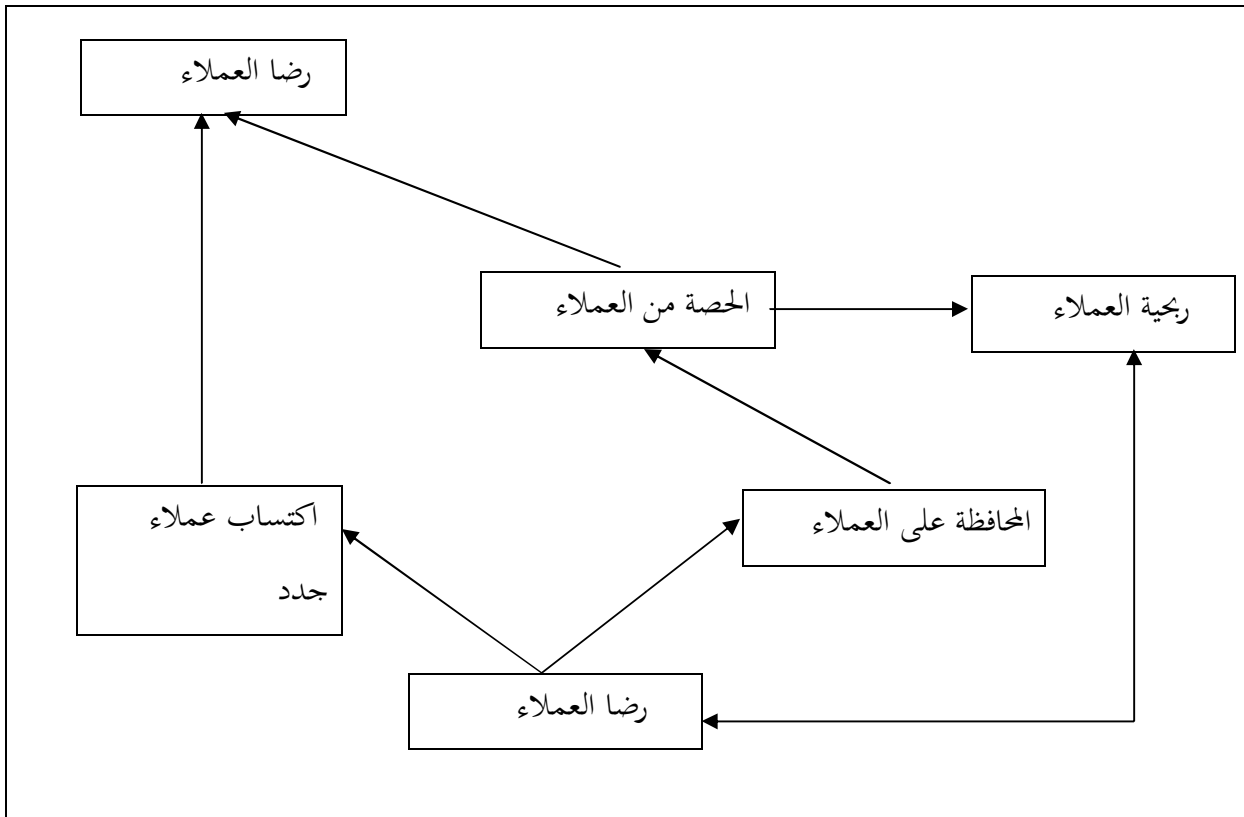 رضا العملاء
الحصة من العملاء
ربحية العملاء
اكتساب عملاء
جدد
المحافظة على العملاء
رضا العملاء